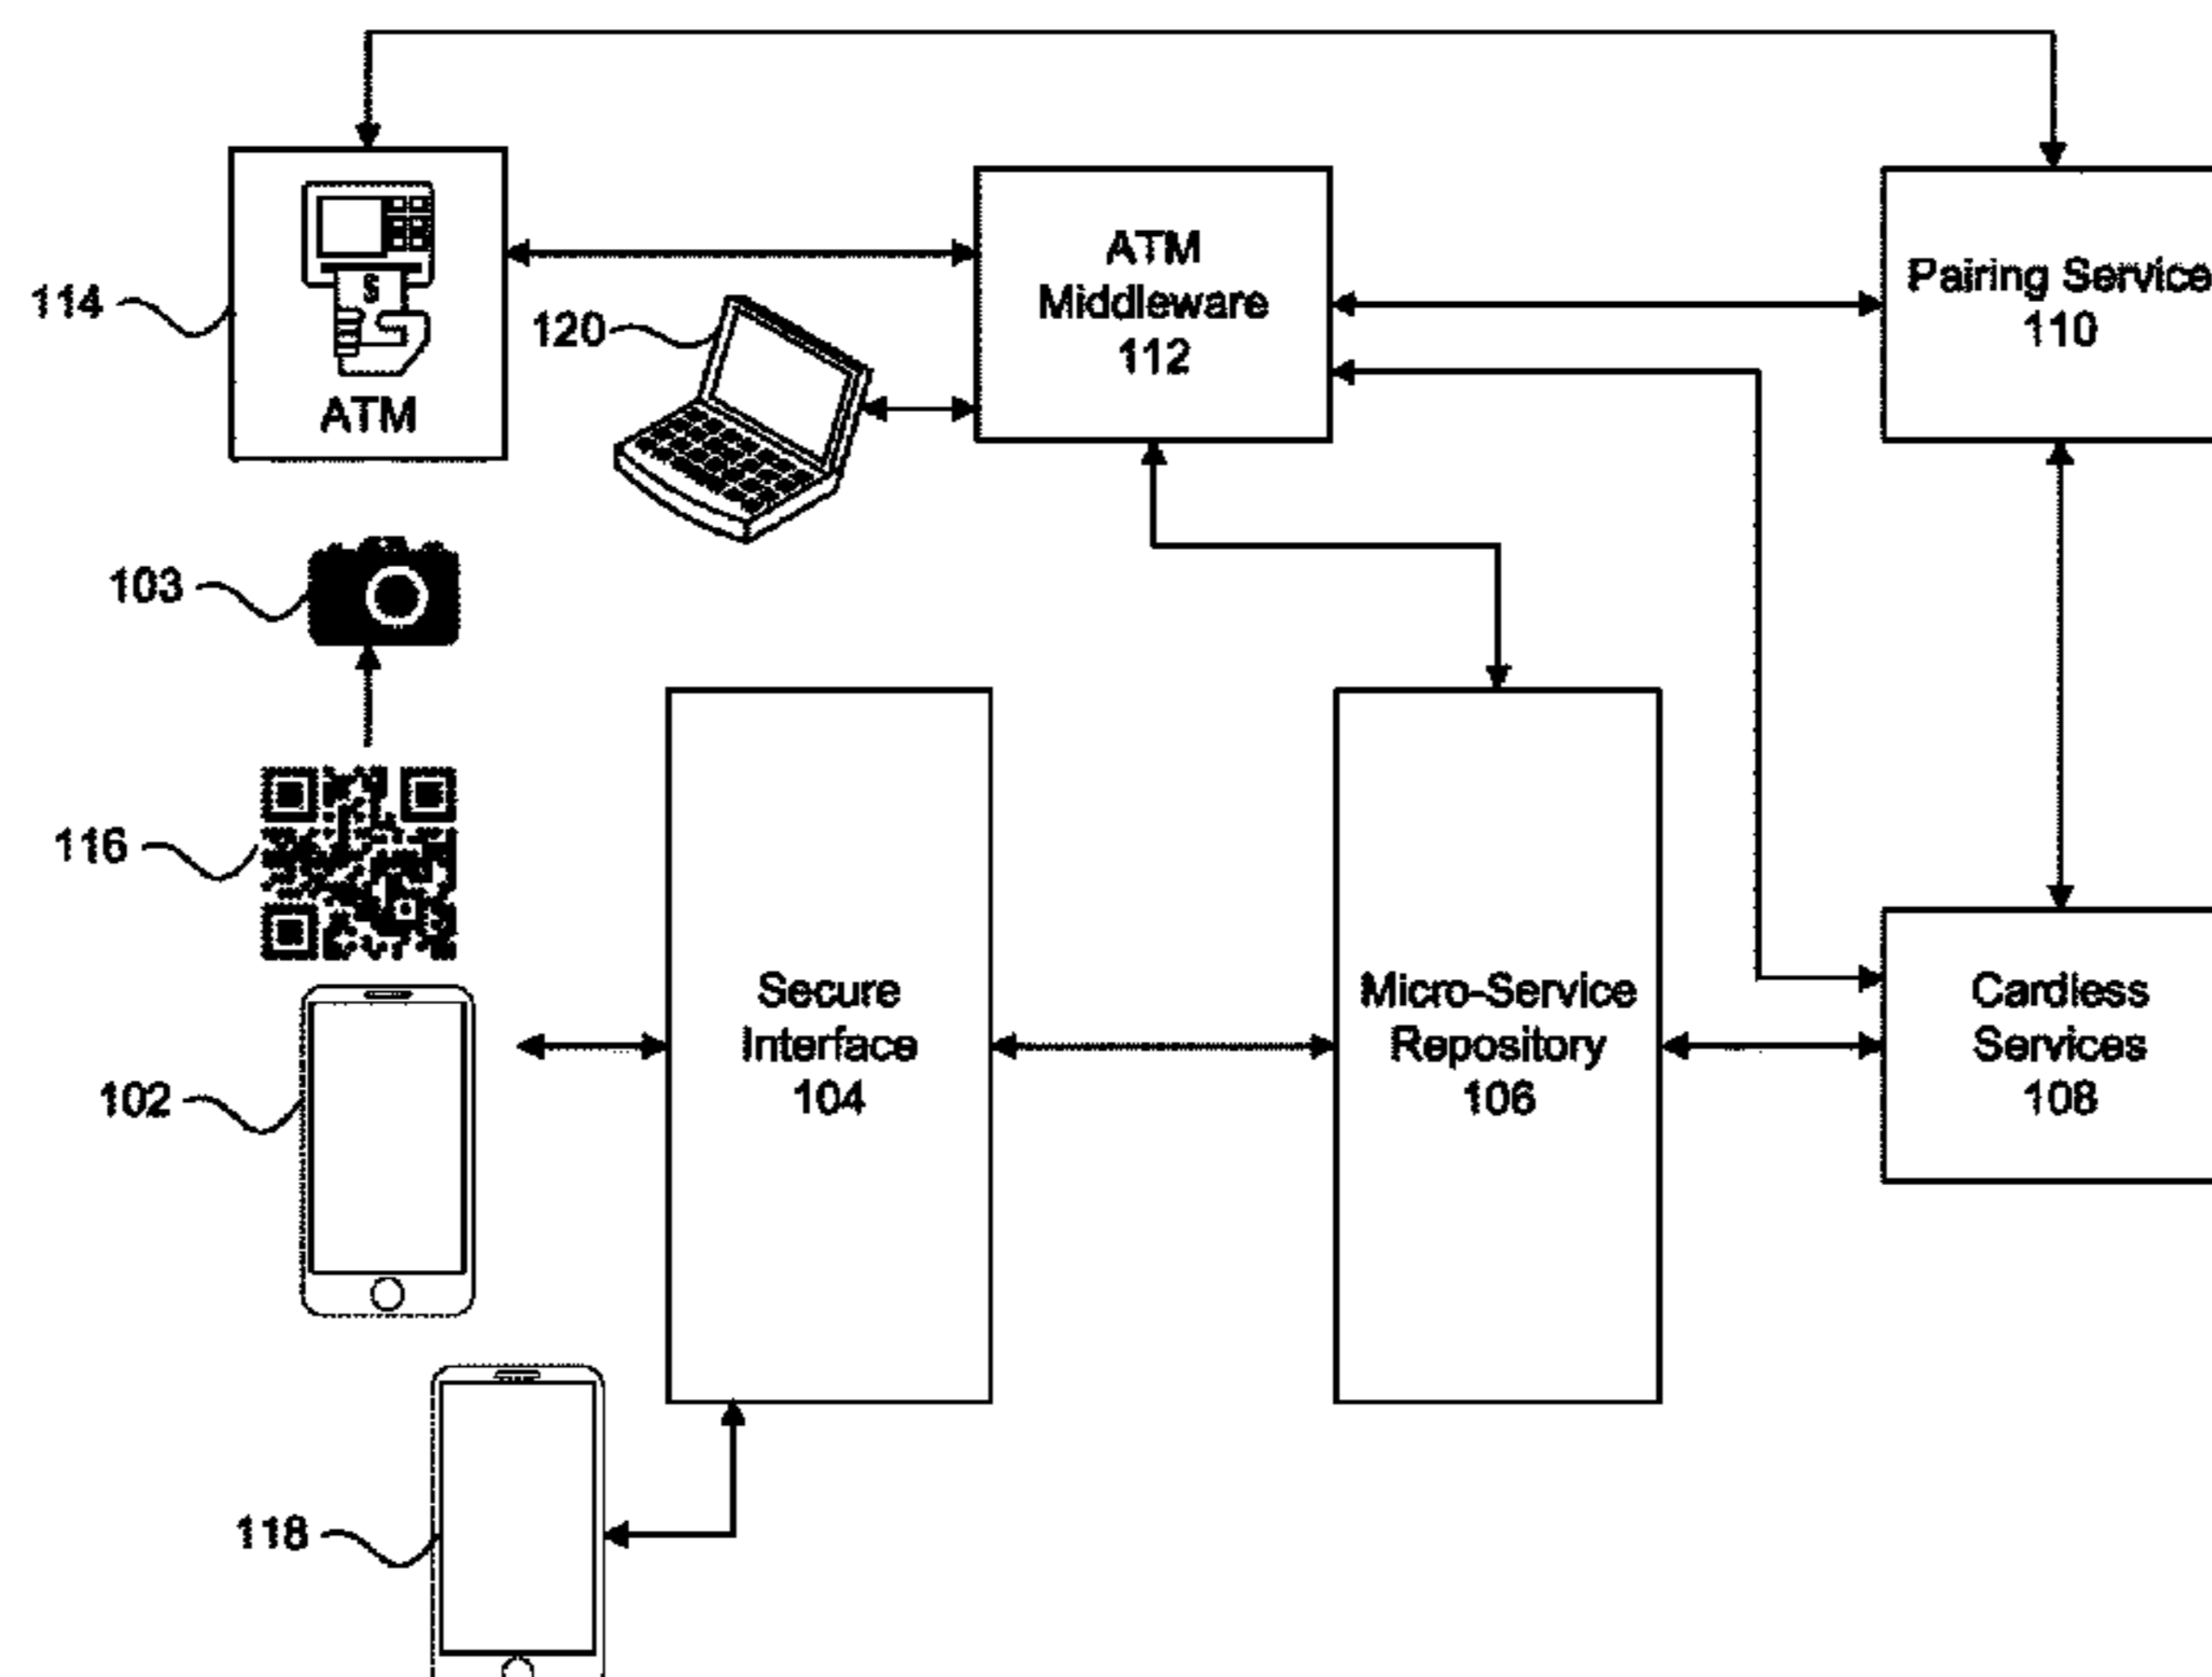 114
ATM
120
ATM
Middleware
112
Pairing Service
110
103
116
102
Secure
Interface
104
Micro-Service
Repository
106
Cardless
Services
108
118